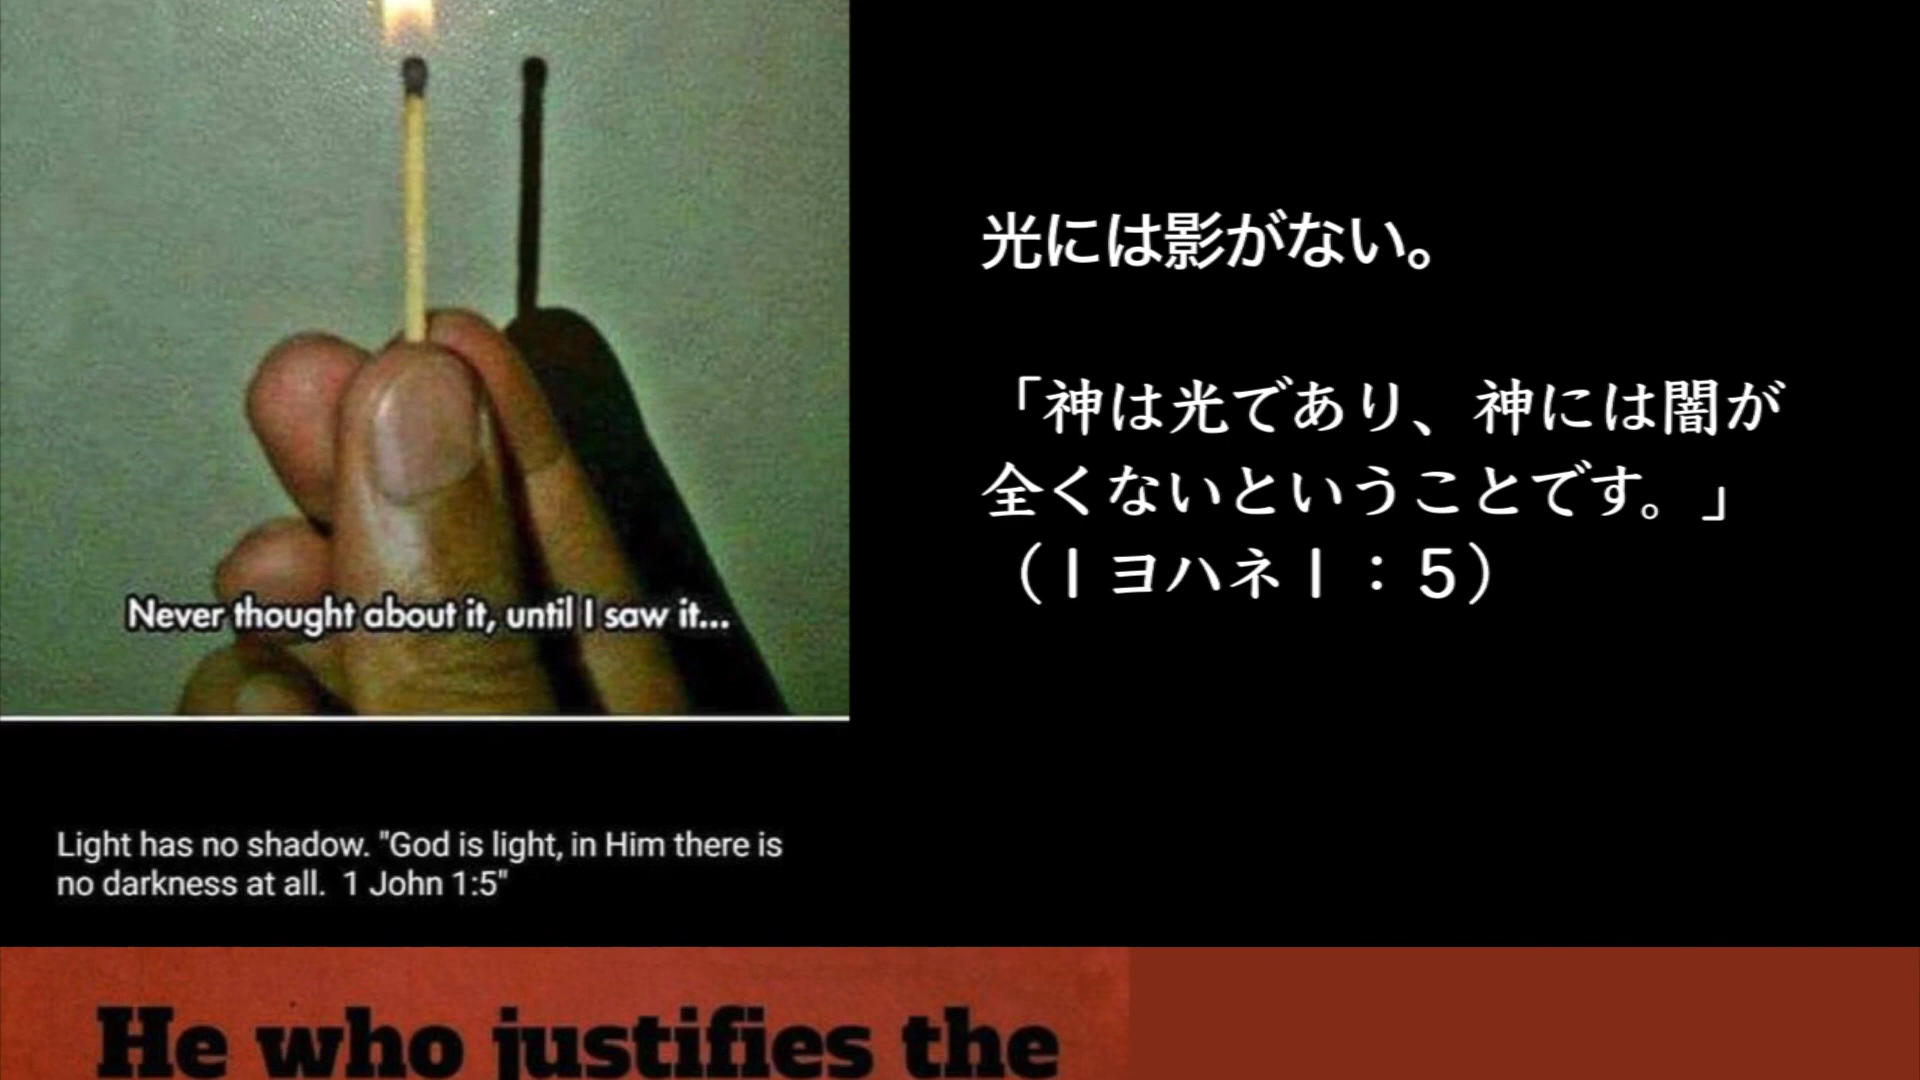 Never thought about it, until I saw it...
Light has no shadow. "God is light, in Him there is
no darkness at all.  1 John 1:5"
光には影がない。
「神は光であり、神には闇が
全くないということです。」
（Ⅰヨハネ１：５）
He who justifies the